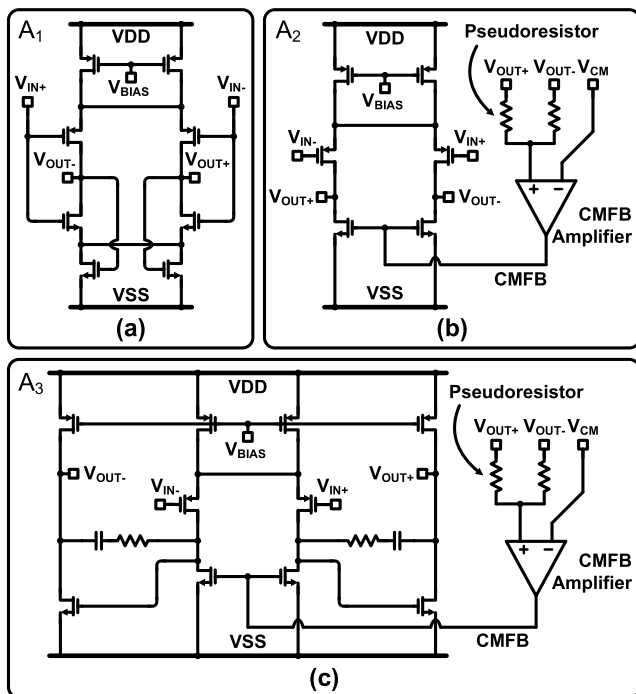 A1
VDD
VBIAS
VIN+
VIN-
VOUT-
VOUT+
VSS
(a)
A2
VDD
VBIAS
VIN-
VIN+
VOUT+
VOUT-
VSS
CMFB
Pseudoresistor
VOUT+ VOUT- VCM
+ −
CMFB
Amplifier
(b)
A3
VDD
VBIAS
VOUT-
VOUT+
VIN-
VIN+
VSS
CMFB
Pseudoresistor
VOUT+ VOUT- VCM
+ −
CMFB
Amplifier
(c)